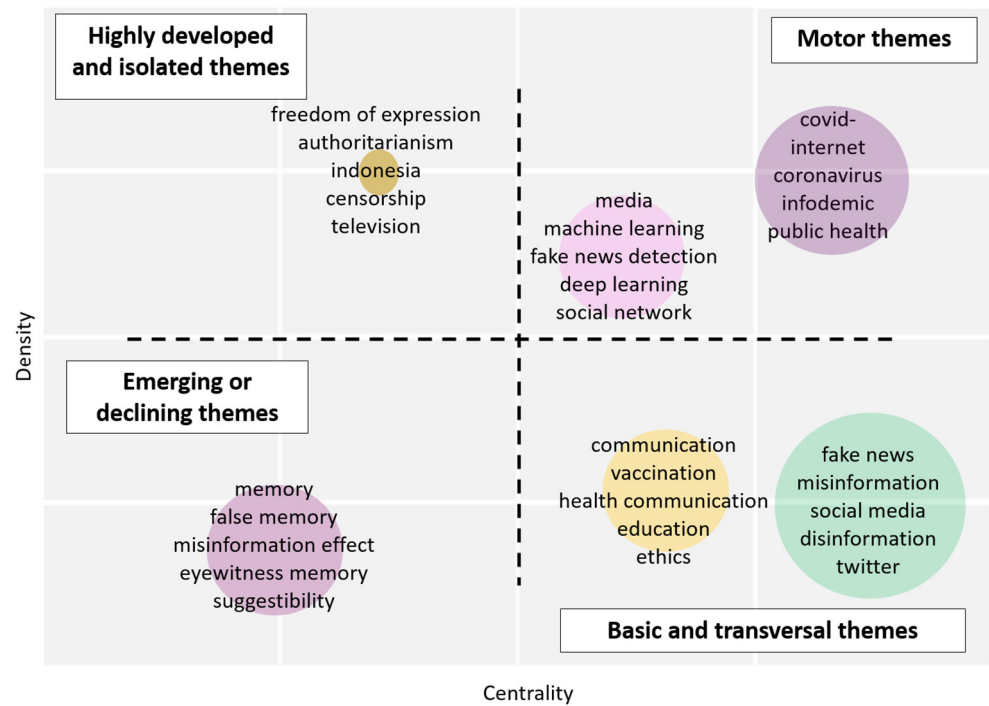 Highly developed
and isolated themes
Motor themes
freedom of expression
authoritarianism
indonesia
censorship
television
covid-
internet
coronavirus
infodemic
public health
media
machine learning
fake news detection
deep learning
social network
Density
Emerging or
declining themes
memory
false memory
misinformation effect
eyewitness memory
suggestibility
communication
vaccination
health communication
education
ethics
fake news
misinformation
social media
disinformation
twitter
Basic and transversal themes
Centrality